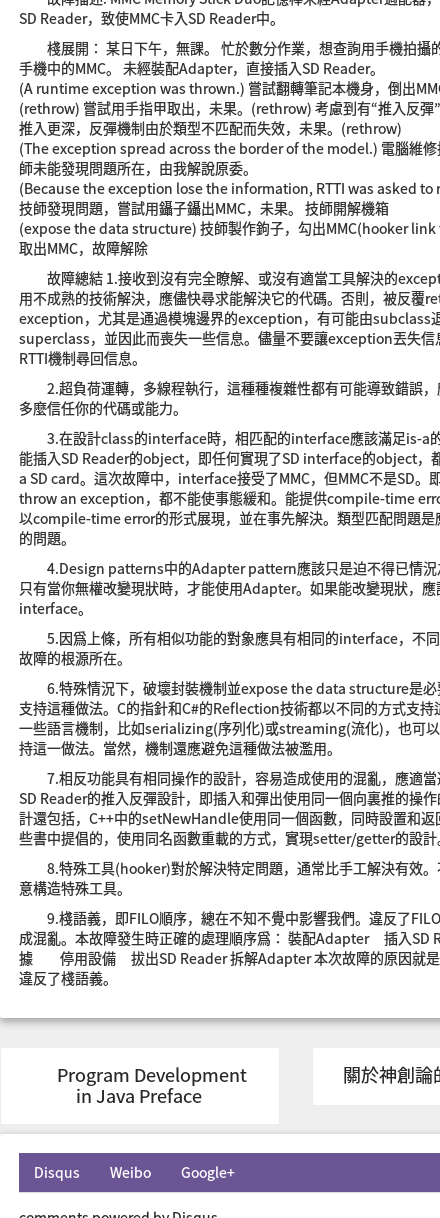 故障描述: MMC Memory Stick Duo記憶棒未經Adapter適配器，
SD Reader，致使MMC卡入SD Reader中。
棧展開： 某日下午，無課。 忙於數分作業，想查詢用手機拍攝的
手機中的MMC。 未經裝配Adapter，直接插入SD Reader。
(A runtime exception was thrown.) 嘗試翻轉筆記本機身，倒出MMC
(rethrow) 嘗試用手指甲取出，未果。(rethrow) 考慮到有“推入反彈”
推入更深，反彈機制由於類型不匹配而失效，未果。(rethrow)
(The exception spread across the border of the model.) 電腦維修
師未能發現問題所在，由我解說原委。
(Because the exception lose the information, RTTI was asked to r
技師發現問題，嘗試用鑷子鑷出MMC，未果。 技師開解機箱
(expose the data structure) 技師製作鉤子，勾出MMC(hooker link
取出MMC，故障解除
故障總結 1.接收到沒有完全瞭解、或沒有適當工具解決的except
用不成熟的技術解決，應儘快尋求能解決它的代碼。否則，被反覆ret
exception，尤其是通過模塊邊界的exception，有可能由subclass退
superclass，並因此而喪失一些信息。儘量不要讓exception丟失信息
RTTI機制尋回信息。
2.超負荷運轉，多線程執行，這種種複雜性都有可能導致錯誤，
多麼信任你的代碼或能力。
3.在設計class的interface時，相匹配的interface應該滿足is-a的
能插入SD Reader的object，即任何實現了SD interface的object，都
a SD card。這次故障中，interface接受了MMC，但MMC不是SD。即
throw an exception，都不能使事態緩和。能提供compile-time erro
以compile-time error的形式展現，並在事先解決。類型匹配問題是應
的問題。
4.Design patterns中的Adapter pattern應該只是迫不得已情況
只有當你無權改變現狀時，才能使用Adapter。如果能改變現狀，應
interface。
5.因爲上條，所有相似功能的對象應具有相同的interface，不同
故障的根源所在。
6.特殊情況下，破壞封裝機制並expose the data structure是必
支持這種做法。C的指針和C#的Reflection技術都以不同的方式支持這
一些語言機制，比如serializing(序列化)或streaming(流化)，也可以
持這一做法。當然，機制還應避免這種做法被濫用。
7.相反功能具有相同操作的設計，容易造成使用的混亂，應適當
SD Reader的推入反彈設計，即插入和彈出使用同一個向裏推的操作
計還包括，C++中的setNewHandle使用同一個函數，同時設置和返
些書中提倡的，使用同名函數重載的方式，實現setter/getter的設計。
8.特殊工具(hooker)對於解決特定問題，通常比手工解決有效。
意構造特殊工具。
9.棧語義，即FILO順序，總在不知不覺中影響我們。違反了FILO
成混亂。本故障發生時正確的處理順序爲： 裝配Adapter 插入SD R
據 停用設備 拔出SD Reader 拆解Adapter 本次故障的原因就是
違反了棧語義。
Program Development
in Java Preface
關於神創論的
Disqus Weibo Google+
comments powered by Disqus